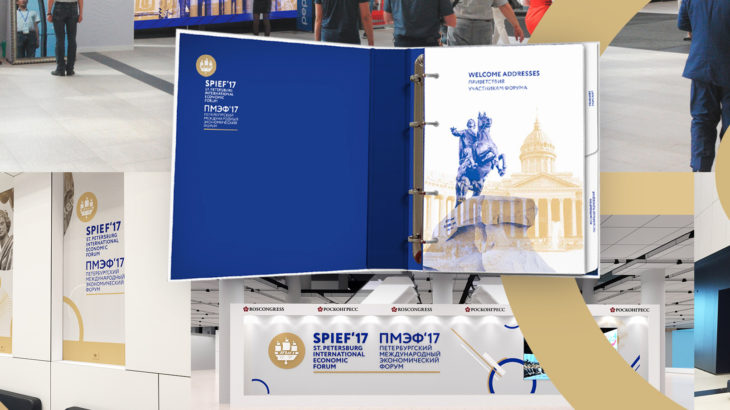 SPIEF'17
ST. PETERSBURG
INTERNATIONAL
ECONOMIC
FORUM
ПМЭФ'17
ПЕТЕРБУРГСКИЙ
МЕЖДУНАРОДНЫЙ
ЭКОНОМИЧЕСКИЙ
ФОРУМ
WELCOME ADDRESSES
ПРИВЕТСТВИЯ
УЧАСТНИКАМ ФОРУМА
SPIEF'17
ST. PETERSBURG
INTERNATIONAL
ECONOMIC
FORUM
ПМЭФ'17
ПЕТЕРБУРГСКИЙ
МЕЖДУНАРОДНЫЙ
ЭКОНОМИЧЕСКИЙ
ФОРУМ
ROSCONGRESS
РОСКОНГРЕСС
ROSCONGRESS
РОСКОНГРЕСС
SPIEF'17
ST. PETERSBURG
INTERNATIONAL
ECONOMIC
FORUM
ПМЭФ'17
ПЕТЕРБУРГСКИЙ
МЕЖДУНАРОДНЫЙ
ЭКОНОМИЧЕСКИЙ
ФОРУМ